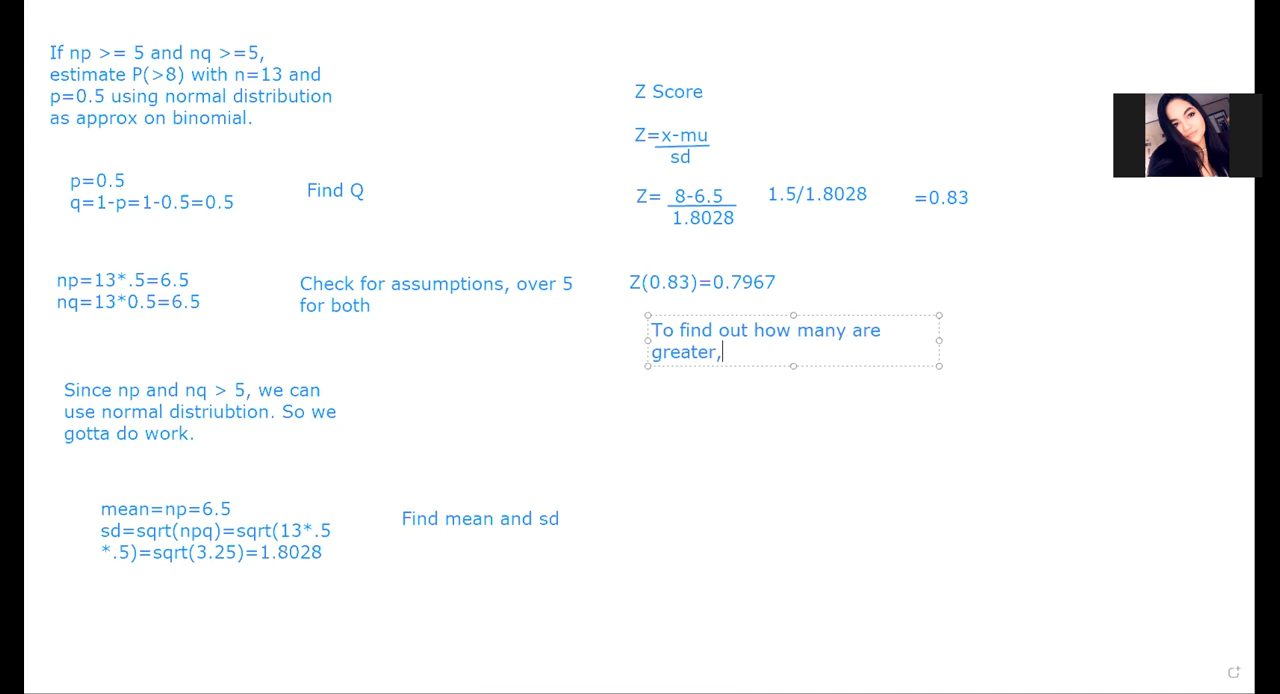 If np >= 5 and nq >=5,
estimate P(>8) with n=13 and
p=0.5 using normal distribution
as approx on binomial.
p=0.5
q=1-p=1-0.5=0.5
Find Q
np=13*.5=6.5
nq=13*0.5=6.5
Check for assumptions, over 5
for both
Since np and nq > 5, we can
use normal distriubtion. So we
gotta do work.
mean=np=6.5
sd=sqrt(npq)=sqrt(13*.5
*.5)=sqrt(3.25)=1.8028
Find mean and sd
Z Score
Z=x-mu
sd
Z= 8-6.5
1.8028
1.5/1.8028
=0.83
Z(0.83)=0.7967
To find out how many are
greater,